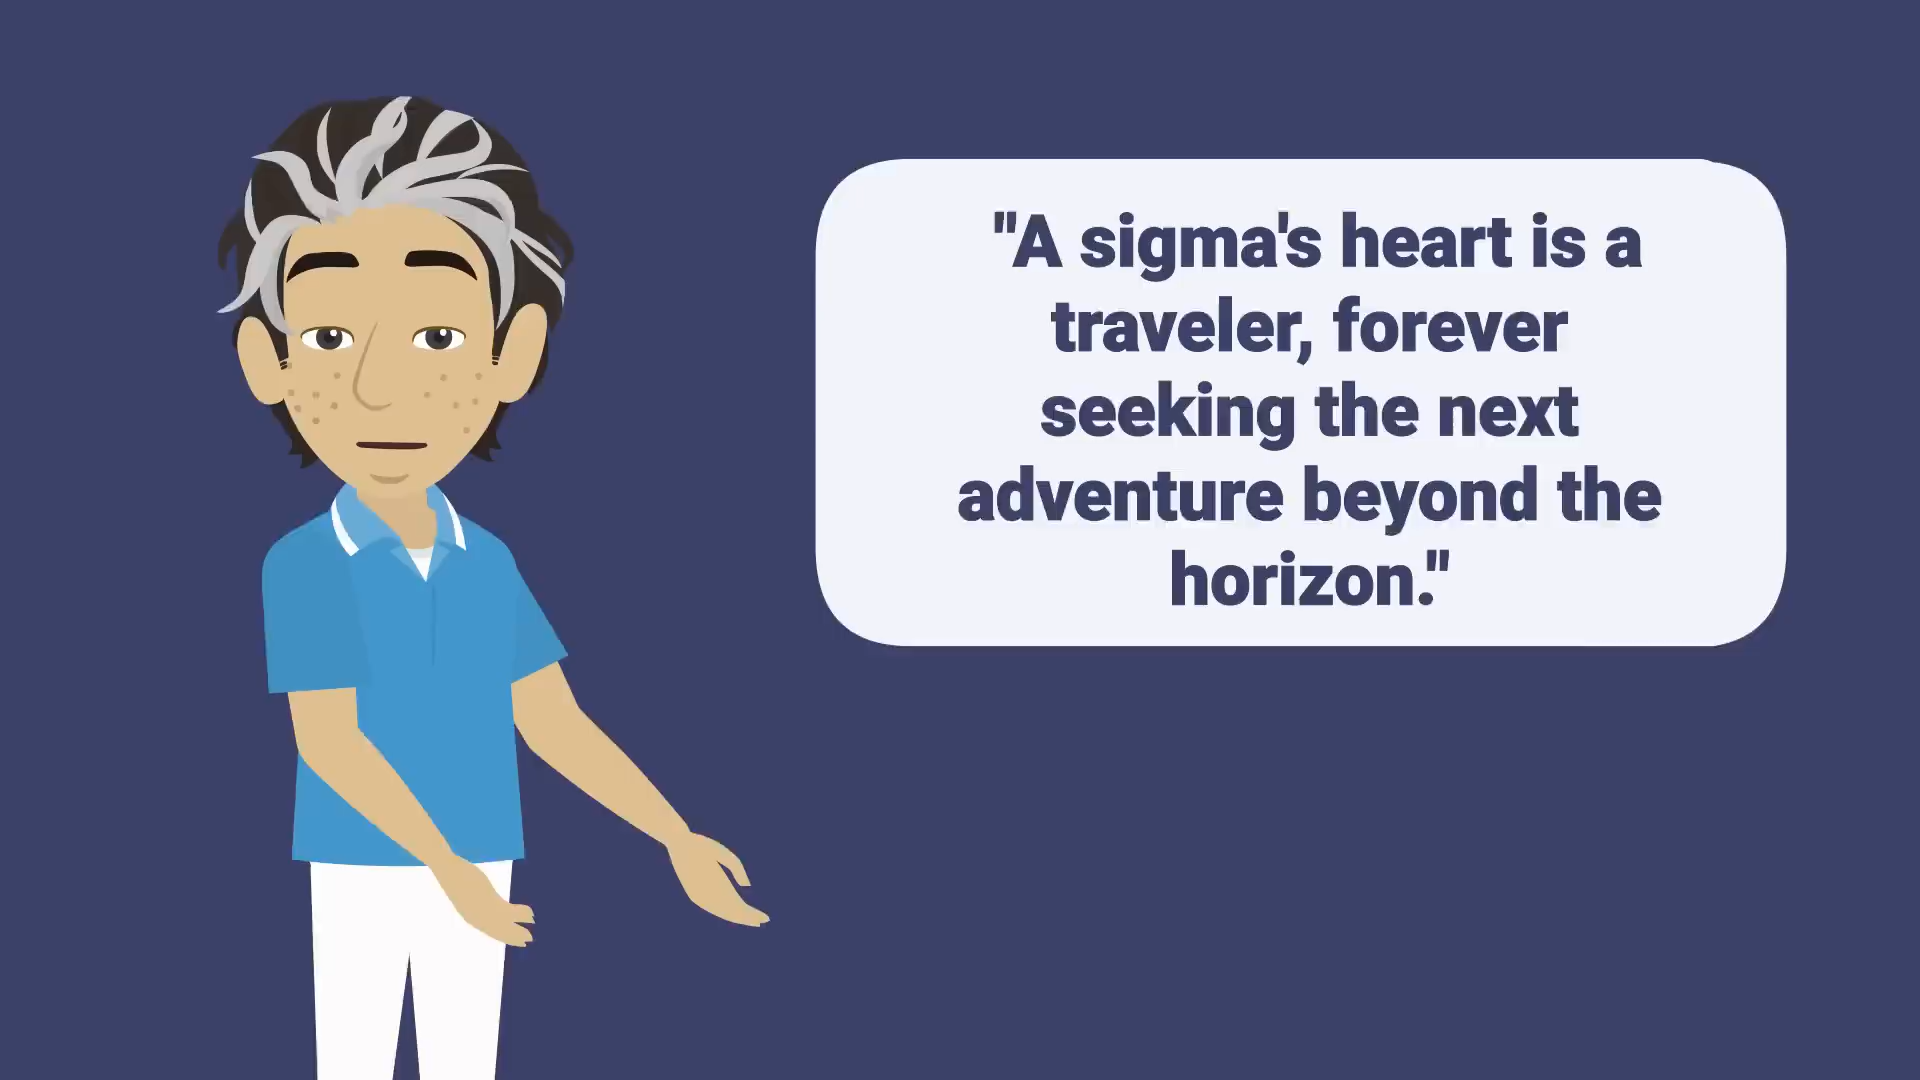 "A sigma's heart is a
traveler, forever
seeking the next
adventure beyond the
horizon."